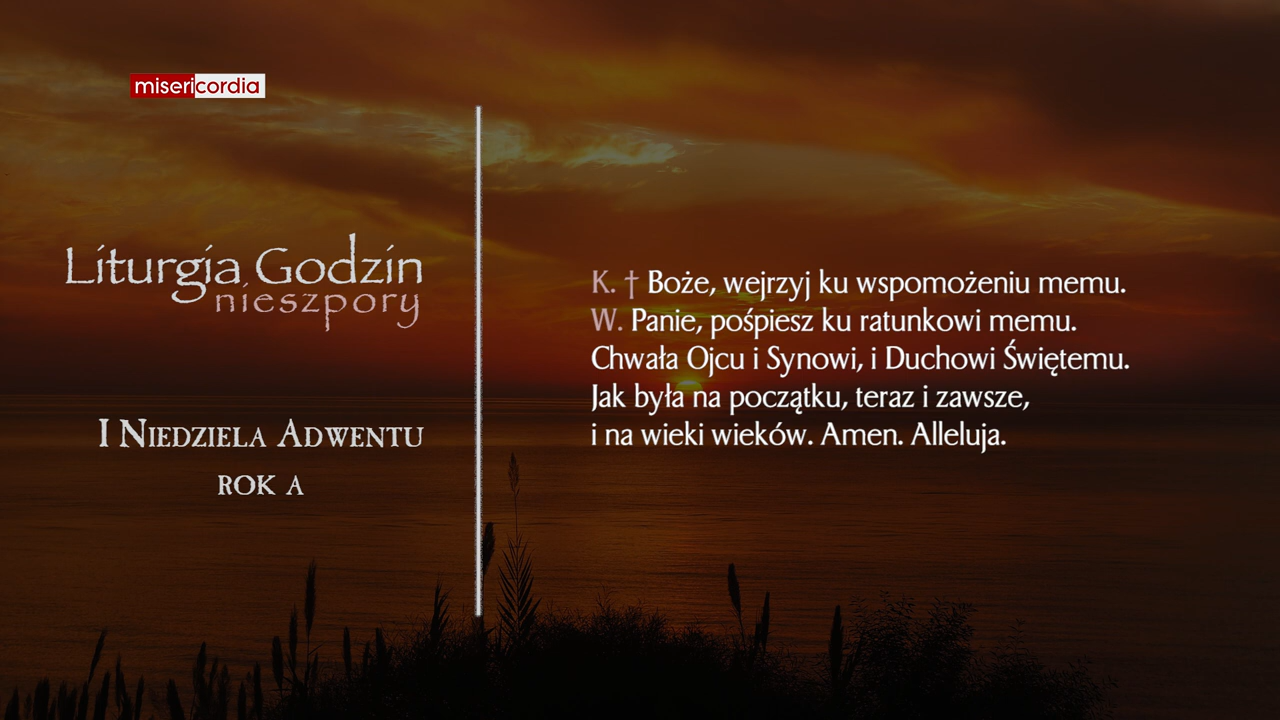 misericordia
Liturgia Godzin
nieszpory
I Niedziela Adwentu
rok a
K. † Boże, wejrzyj ku wspomożeniu memu.
W. Panie, pośpiesz ku ratunkowi memu.
Chwała Ojcu i Synowi, i Duchowi Świętemu.
Jak była na początku, teraz i zawsze,
i na wieki wieków. Amen. Alleluja.